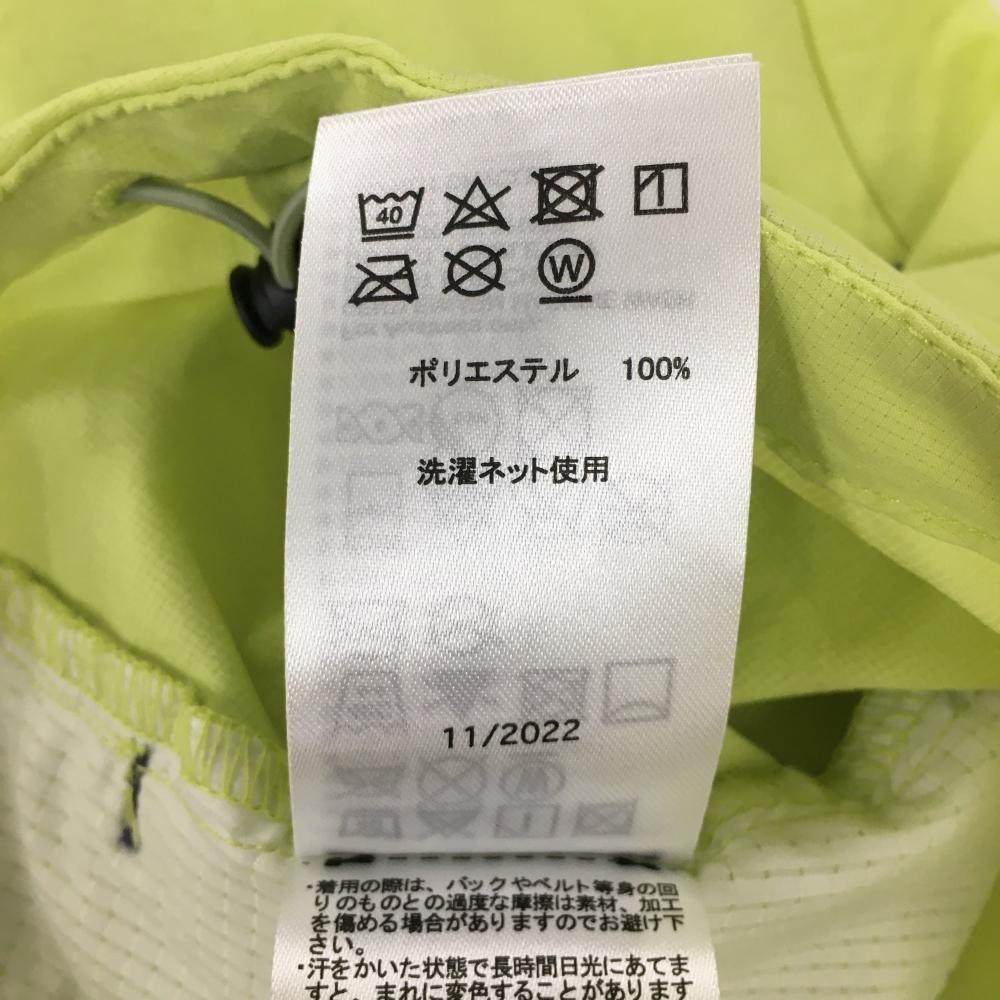 40
W
ポリエステル 100%
洗濯ネット使用
11/2022
・着用の際は、バックやベルト等身の回
りのものとの過度な摩擦は素材、加工
を傷める場合がありますのでお避け下
さい。
・汗をかいた状態で長時間日光にあてま
すと、まれに変色することがあります